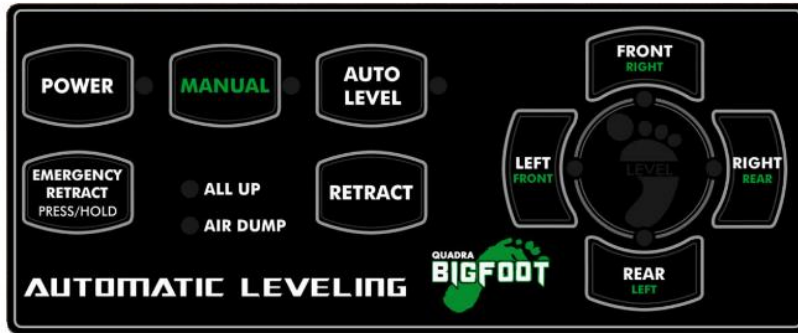 POWER
MANUAL
AUTO
LEVEL
FRONT
RIGHT
EMERGENCY
RETRACT
PRESS/HOLD
ALL UP
AIR DUMP
RETRACT
LEFT
FRONT
LEVEL
RIGHT
REAR
REAR
LEFT
AUTOMATIC LEVELING
QUADRA
BIGFOOT